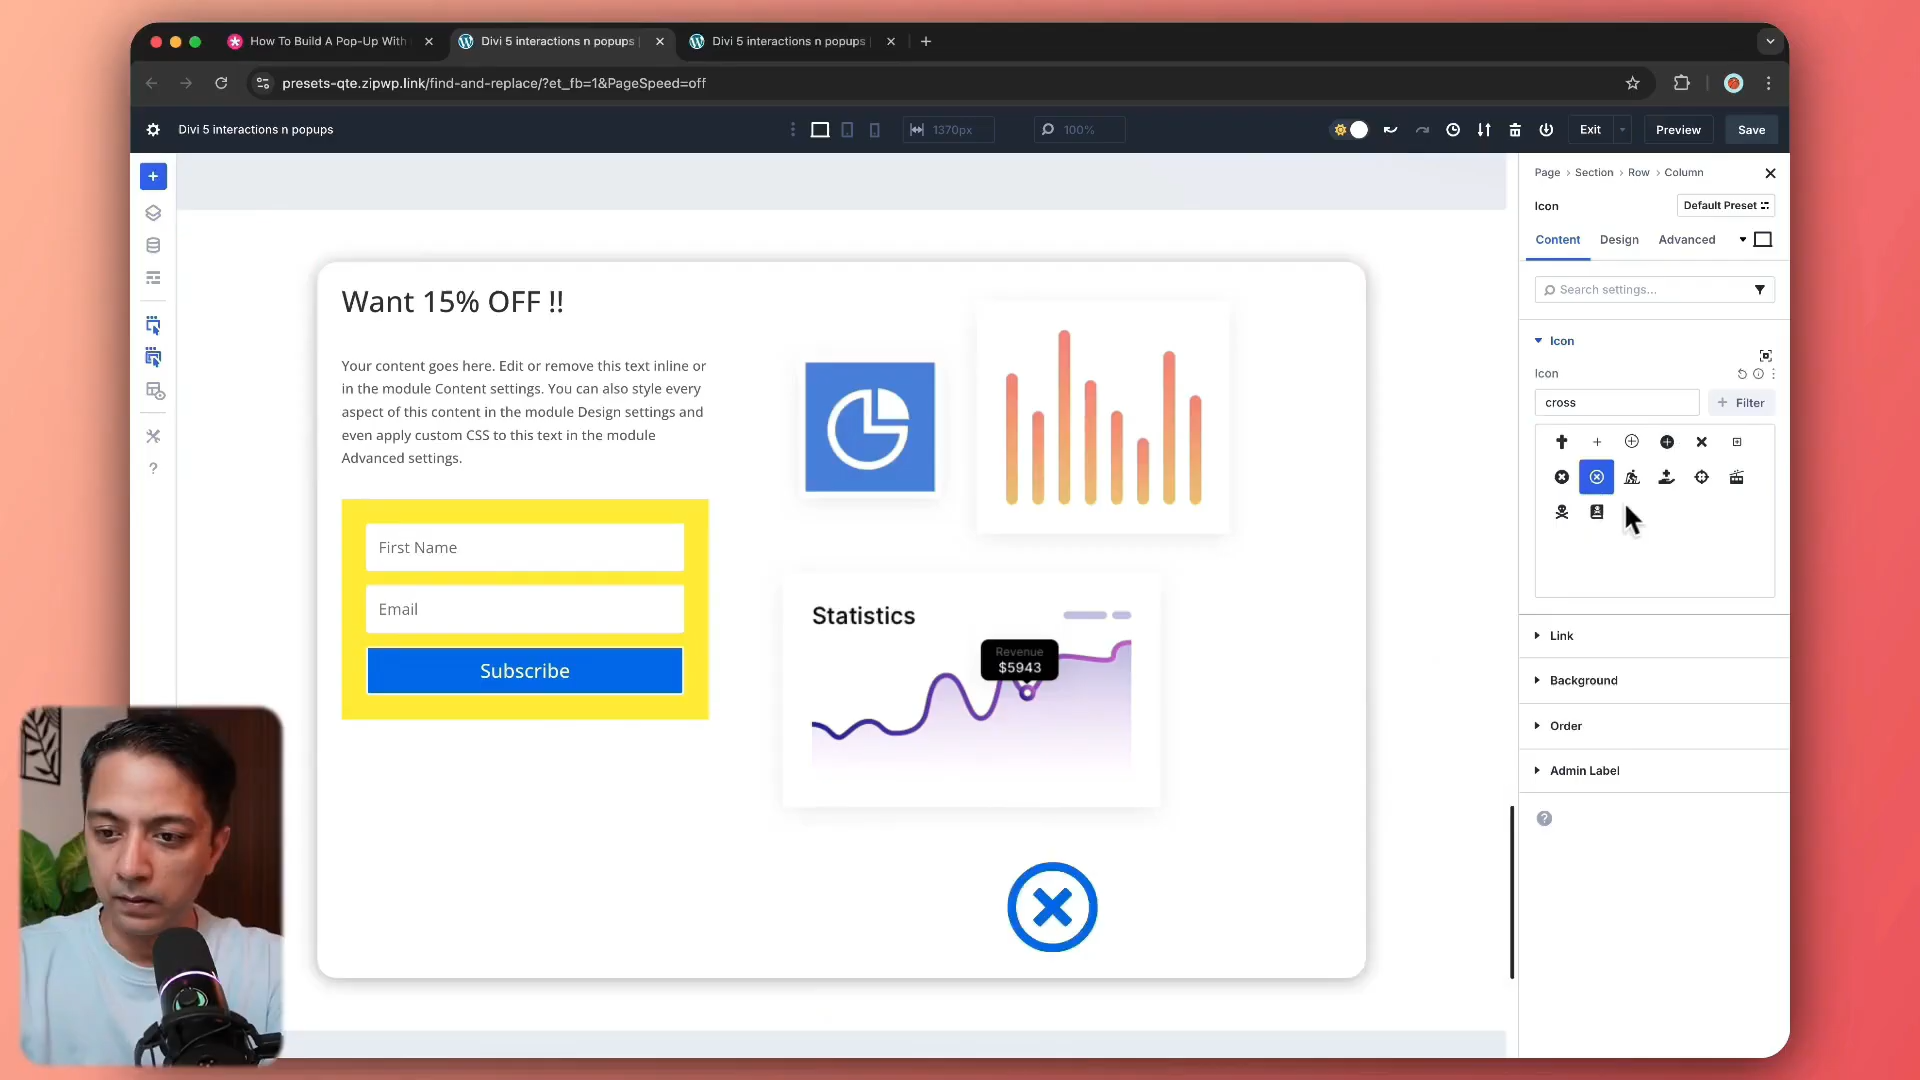 How To Build A Pop-Up With
Divi 5 interactions n popups
Divi 5 interactions n popups
presets-qte.zipwp.link/find-and-replace/?et_fb=1&PageSpeed=off
Divi 5 interactions n popups
1370px
100%
Exit
Preview
Save
Page > Section > Row > Column
Icon
Default Preset
Content
Design
Advanced
Search settings...
Icon
Icon
cross
+ Filter
Link
Background
Order
Admin Label
Want 15% OFF !!
Your content goes here. Edit or remove this text inline or
in the module Content settings. You can also style every
aspect of this content in the module Design settings and
even apply custom CSS to this text in the module
Advanced settings.
First Name
Email
Subscribe
Statistics
Revenue
$5943